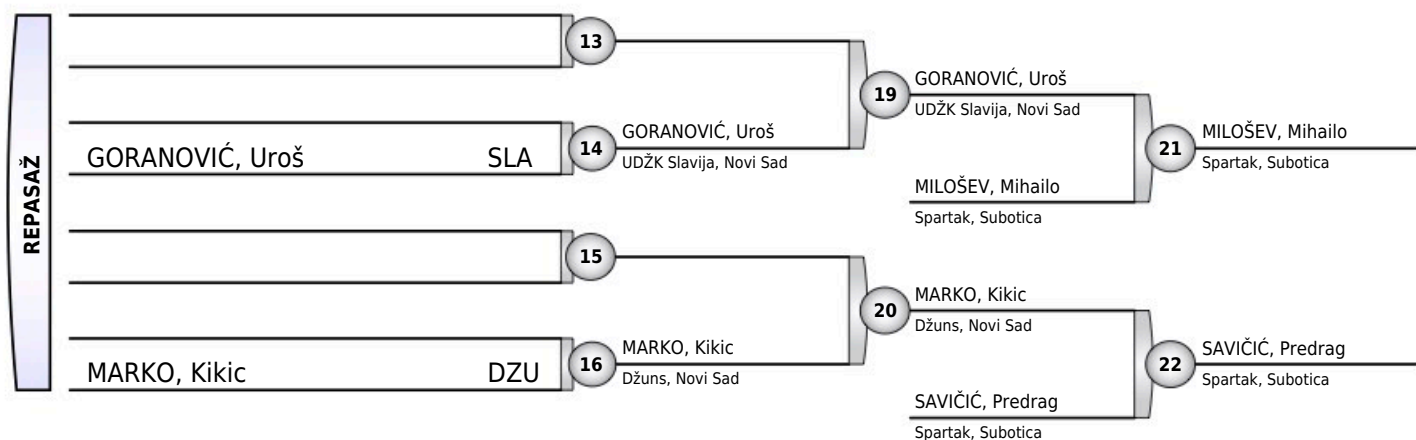 REPASAŽ
13
GORANOVIĆ, Uroš SLA
14
GORANOVIĆ, Uroš
UDŽK Slavija, Novi Sad
15
MARKO, Kikic DZU
16
MARKO, Kikic
Džuns, Novi Sad
19
GORANOVIĆ, Uroš
UDŽK Slavija, Novi Sad
MILOŠEV, Mihailo
Spartak, Subotica
20
MARKO, Kikic
Džuns, Novi Sad
SAVIČIĆ, Predrag
Spartak, Subotica
21
MILOŠEV, Mihailo
Spartak, Subotica
22
SAVIČIĆ, Predrag
Spartak, Subotica